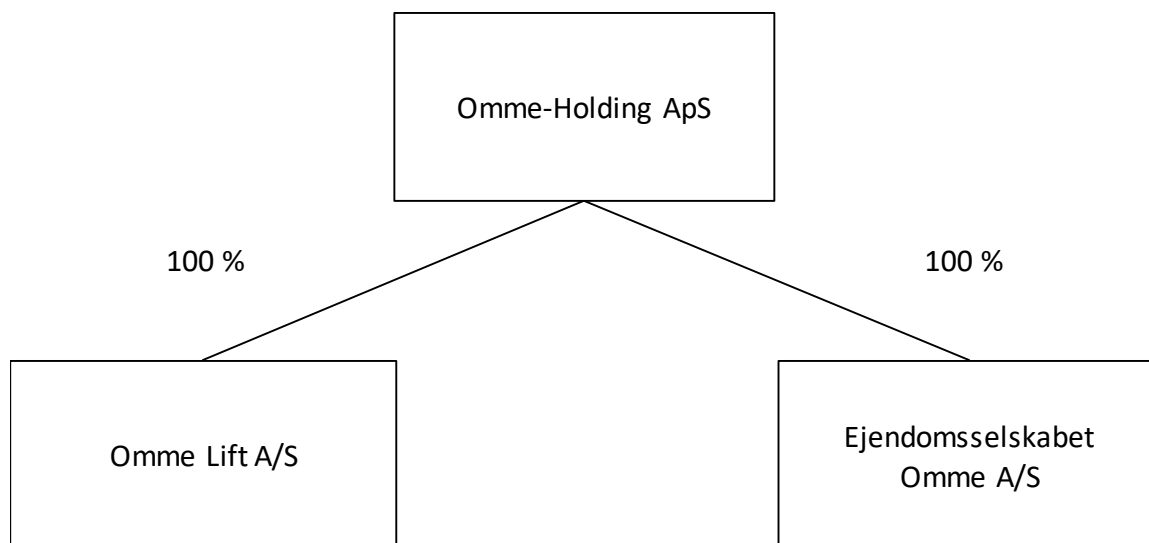 Omme-Holding ApS
100 %
100 %
Omme Lift A/S
Ejendomsselskabet
Omme A/S